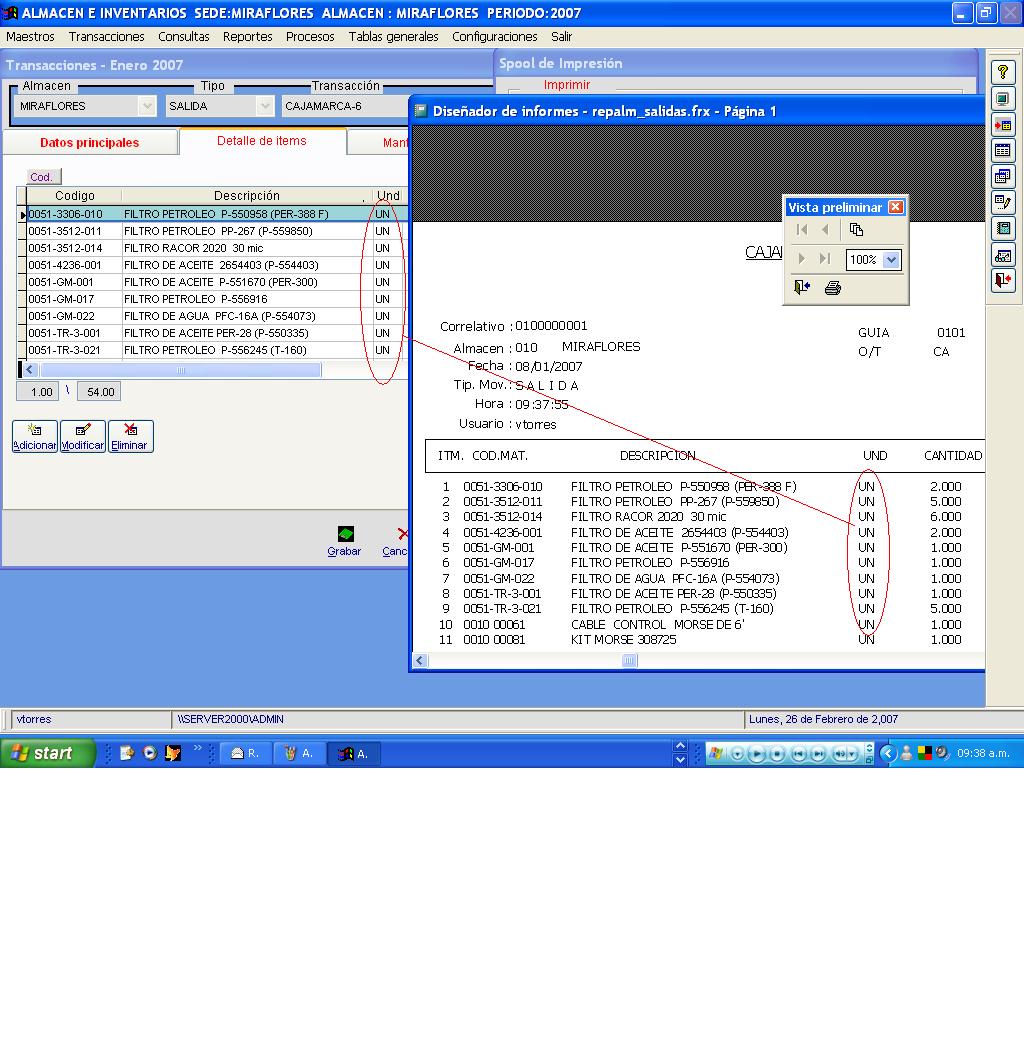 ALMACEN E INVENTARIOS SEDE:MIRAFLORES ALMACEN : MIRAFLORES PERIODO:2007
Maestros Transacciones Consultas Reportes Procesos Tablas generales Configuraciones Salir
Transacciones - Enero 2007
Almacen Tipo Transacción
MIRAFLORES SALIDA CAJAMARCA-6
Datos principales Detalle de items
Cod.
Codigo Descripción Und
0051-3306-010 FILTRO PETROLEO P-550958 (PER-388 F) UN
0051-3512-011 FILTRO PETROLEO PP-267 (P-559850) UN
0051-3512-014 FILTRO RACOR 2020 30 mic UN
0051-4236-001 FILTRO DE ACEITE 2654403 (P-554403) UN
0051-GM-001 FILTRO DE ACEITE P-551670 (PER-300) UN
0051-GM-017 FILTRO PETROLEO P-556916 UN
0051-GM-022 FILTRO DE AGUA PFC-16A (P-554073) UN
0051-TR-3-001 FILTRO DE ACEITE PER-28 (P-550335) UN
0051-TR-3-021 FILTRO PETROLEO P-556245 (T-160) UN
1.00 \ 54.00
Adicionar Modificar Eliminar
Grabar Canc
Spool de Impresión
Imprimir
Diseñador de informes - repalm_salidas.frx - Página 1
Vista preliminar
100%
CAJA
Correlativo : 0100000001
GUIA 0101
Almacen : 010 MIRAFLORES
O/T CA
Fecha : 08/01/2007
Tip. Mov. : S A L I D A
Hora : 09:37:55
Usuario : vtorres
ITM. COD.MAT. DESCRIPCION UND CANTIDAD
1 0051-3306-010 FILTRO PETROLEO P-550958 (PER-388 F) UN 2.000
2 0051-3512-011 FILTRO PETROLEO PP-267 (P-559850) UN 5.000
3 0051-3512-014 FILTRO RACOR 2020 30 mic UN 6.000
4 0051-4236-001 FILTRO DE ACEITE 2654403 (P-554403) UN 2.000
5 0051-GM-001 FILTRO DE ACEITE P-551670 (PER-300) UN 1.000
6 0051-GM-017 FILTRO PETROLEO P-556916 UN 1.000
7 0051-GM-022 FILTRO DE AGUA PFC-16A (P-554073) UN 1.000
8 0051-TR-3-001 FILTRO DE ACEITE PER-28 (P-550335) UN 1.000
9 0051-TR-3-021 FILTRO PETROLEO P-556245 (T-160) UN 5.000
10 0010 00061 CABLE CONTROL MORSE DE 6' UN 1.000
11 0010 00081 KIT MORSE 308725 UN 1.000
vtorres \\SERVER2000\ADMIN Lunes, 26 de Febrero de 2,007
start R. A. A. 09:38 a.m.